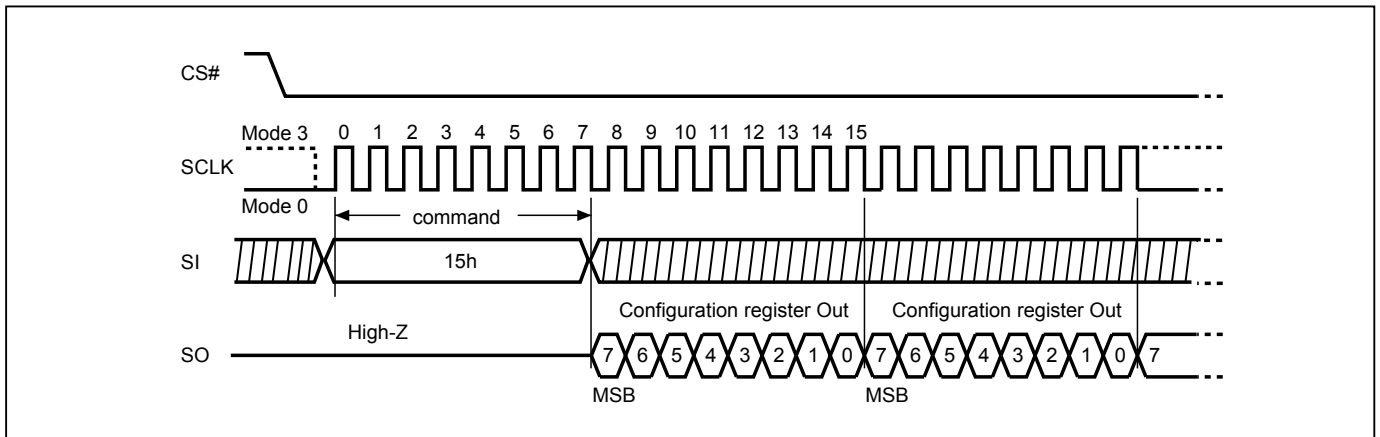 CS#
Mode 3 0 1 2 3 4 5 6 7 8 9 10 11 12 13 14 15
SCLK
Mode 0
command
SI 15h
Configuration register Out Configuration register Out
High-Z
SO 7 6 5 4 3 2 1 0 7 6 5 4 3 2 1 0 7
MSB MSB